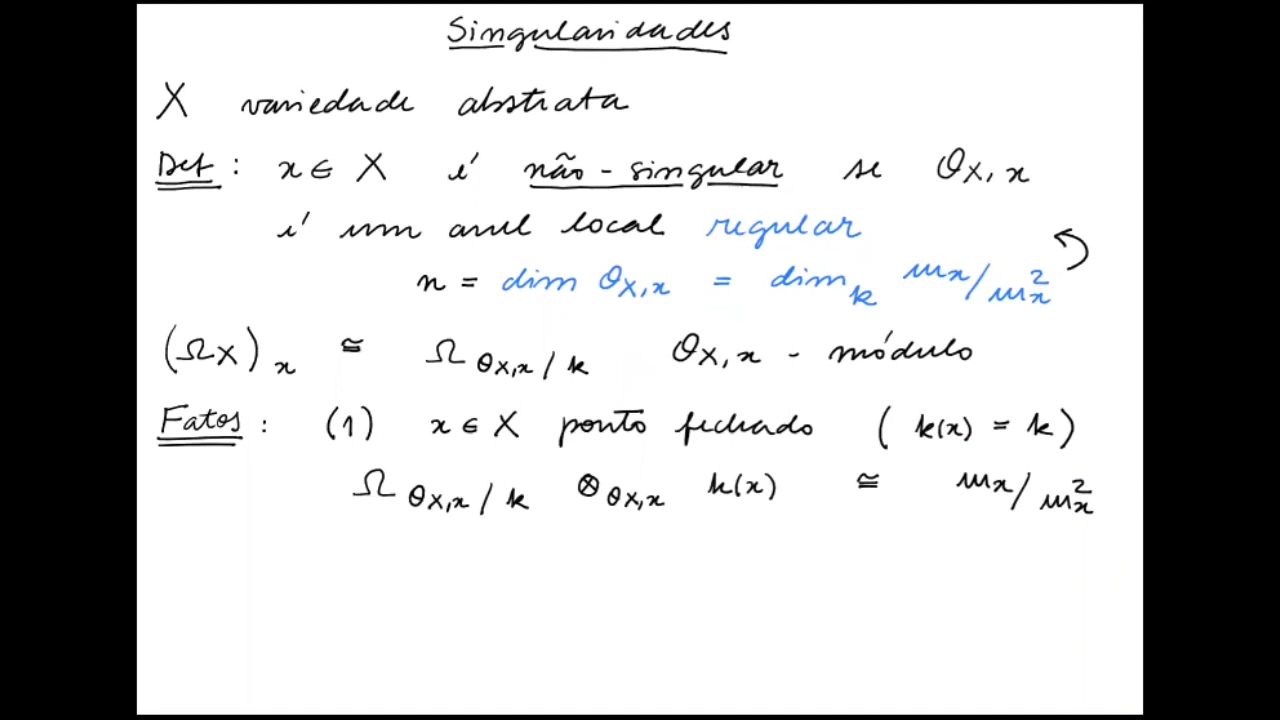 Singularidades
X variedade abstrata
Def : x ∈ X é não-singular se 𝒪_{X,x}
é um anel local regular
n = dim 𝒪_{X,x} = dim_k m_x/m_x^2
(Ω_X)_x ≅ Ω_{𝒪_{X,x}/k} 𝒪_{X,x} - módulo
Fatos : (1) x ∈ X ponto fechado ( k(x) = k )
Ω_{𝒪_{X,x}/k} ⊗_{𝒪_{X,x}} k(x) ≅ m_x/m_x^2